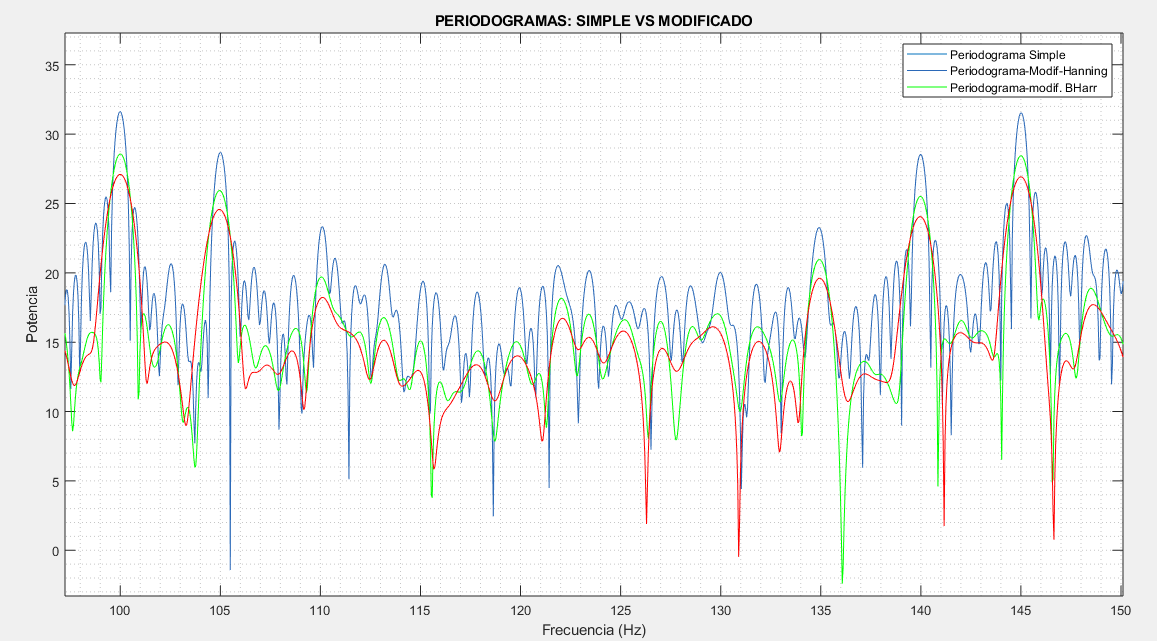 PERIODOGRAMAS: SIMPLE VS MODIFICADO
Periodograma Simple
Periodograma-Modif-Hanning
Periodograma-modif. BHarr
35
30
25
20
15
10
5
0
Potencia
100 105 110 115 120 125 130 135 140 145 150
Frecuencia (Hz)